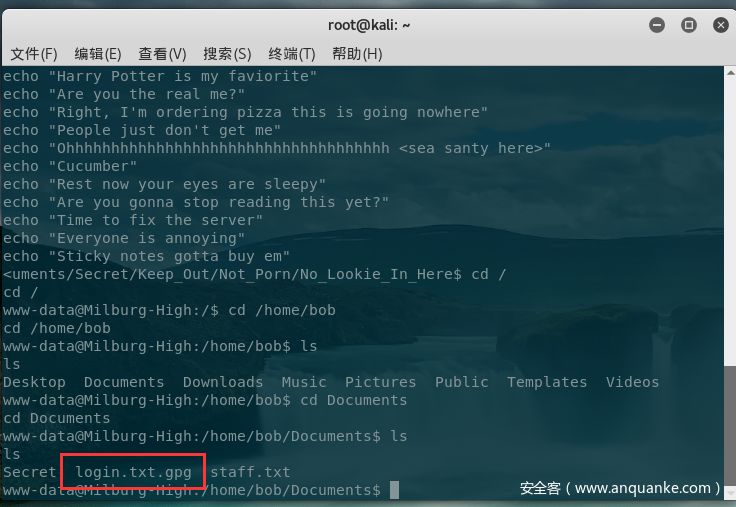 root@kali: ~
文件(F) 编辑(E) 查看(V) 搜索(S) 终端(T) 帮助(H)
echo "Harry Potter is my faviorite"
echo "Are you the real me?"
echo "Right, I'm ordering pizza this is going nowhere"
echo "People just don't get me"
echo "Ohhhhhhhhhhhhhhhhhhhhhhhhhhhhhhhhhhhhh <sea santy here>"
echo "Cucumber"
echo "Rest now your eyes are sleepy"
echo "Are you gonna stop reading this yet?"
echo "Time to fix the server"
echo "Everyone is annoying"
echo "Sticky notes gotta buy em"
<uments/Secret/Keep_Out/Not_Porn/No_Lookie_In_Here$ cd /
cd /
www-data@Milburg-High:/$ cd /home/bob
cd /home/bob
www-data@Milburg-High:/home/bob$ ls
ls
Desktop Documents Downloads Music Pictures Public Templates Videos
www-data@Milburg-High:/home/bob$ cd Documents
cd Documents
www-data@Milburg-High:/home/bob/Documents$ ls
ls
Secret login.txt.gpg staff.txt
www-data@Milburg-High:/home/bob/Documents$
安全客（www.anquanke.com）